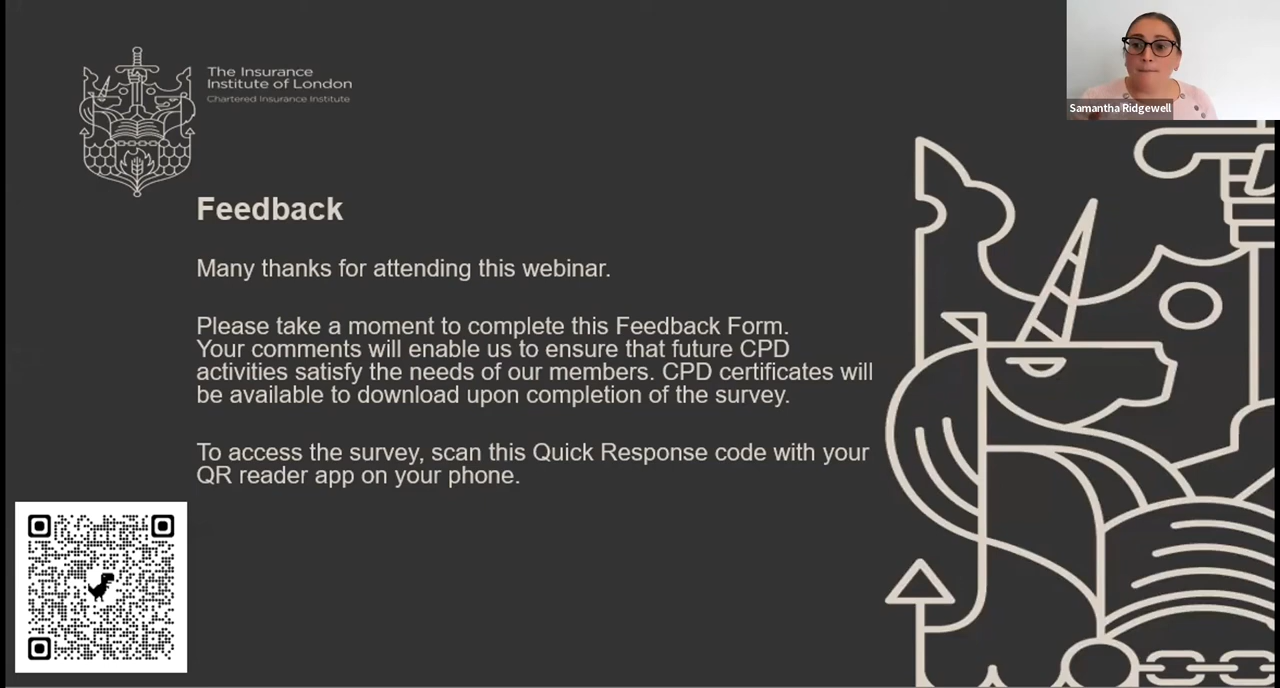 The Insurance
Institute of London
Chartered Insurance Institute
Samantha Ridgewell
Feedback
Many thanks for attending this webinar.
Please take a moment to complete this Feedback Form.
Your comments will enable us to ensure that future CPD
activities satisfy the needs of our members. CPD certificates will
be available to download upon completion of the survey.
To access the survey, scan this Quick Response code with your
QR reader app on your phone.